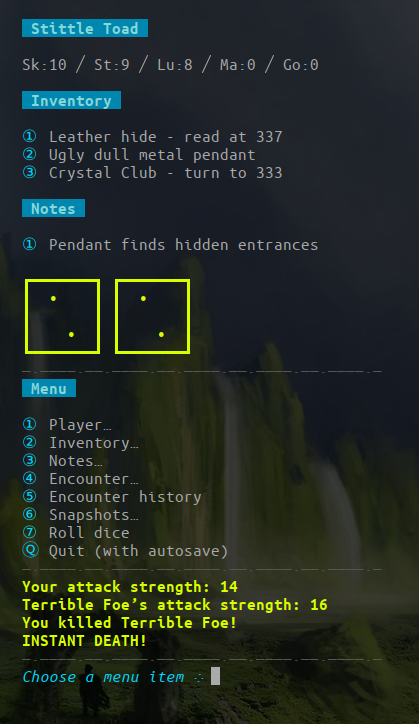 Stittle Toad
Sk:10 / St:9 / Lu:8 / Ma:0 / Go:0
Inventory
① Leather hide - read at 337
② Ugly dull metal pendant
③ Crystal Club - turn to 333
Notes
① Pendant finds hidden entrances
Menu
① Player…
② Inventory…
③ Notes…
④ Encounter…
⑤ Encounter history
⑥ Snapshots…
⑦ Roll dice
Ⓠ Quit (with autosave)
Your attack strength: 14
Terrible Foe’s attack strength: 16
You killed Terrible Foe!
INSTANT DEATH!
Choose a menu item ჻